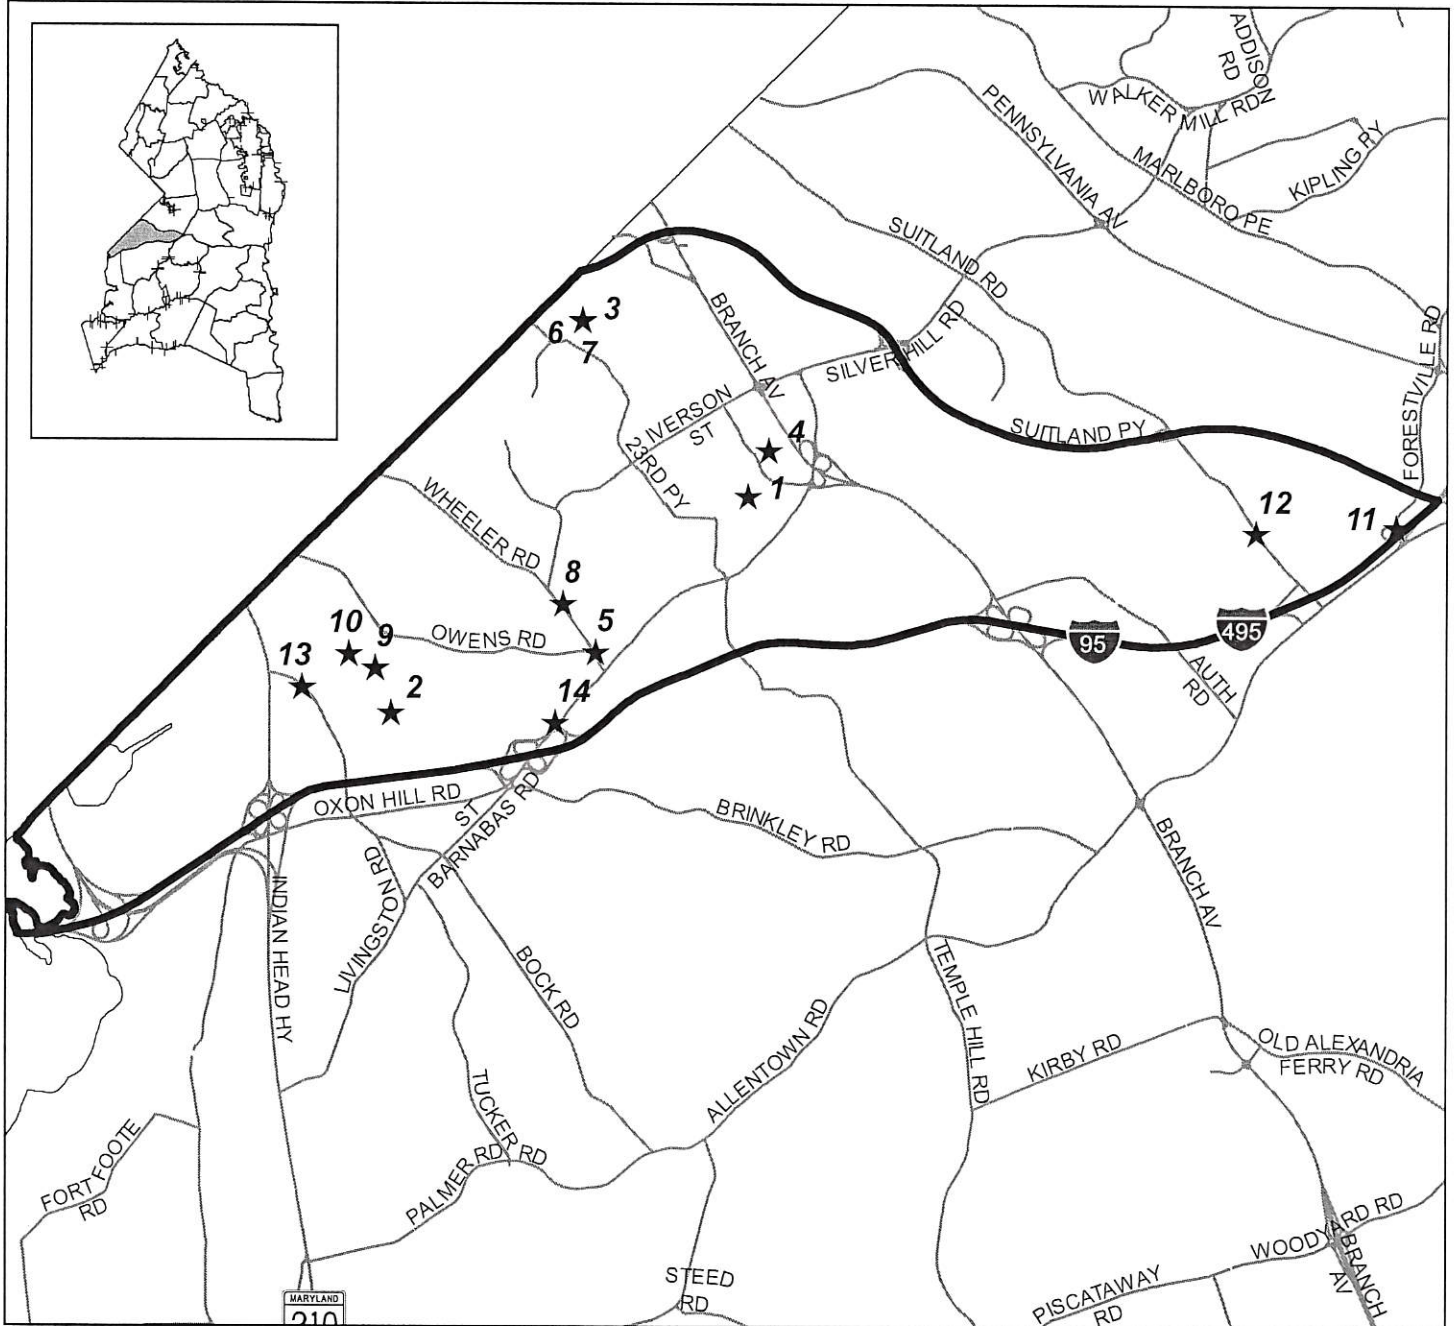 ADDISON
RD
WALKER MILL RD
PENNSYLVANIA AV
MARLBORO PE
KIPLING PY
SUITLAND RD
BRANCH AV
SILVER HILL RD
FORESTVILLE RD
3
6
7
IVERSON
ST
4
SUITLAND PY
23RD PY
1
12
11
WHEELER RD
8
10
9
OWENS RD
5
13
2
14
95
495
AUTH
RD
OXON HILL RD
ST
BARNABAS RD
BRINKLEY RD
BRANCH AV
LIVINGSTON RD
INDIAN HEAD HY
BOCK RD
TEMPLE HILL RD
ALLENTOWN RD
KIRBY RD
OLD ALEXANDRIA
FERRY RD
TUCKER RD
PALMER RD
FORT FOOTE
RD
WOODYARD RD
BRANCH
AV
STEED
RD
PISCATAWAY
RD
MARYLAND
210